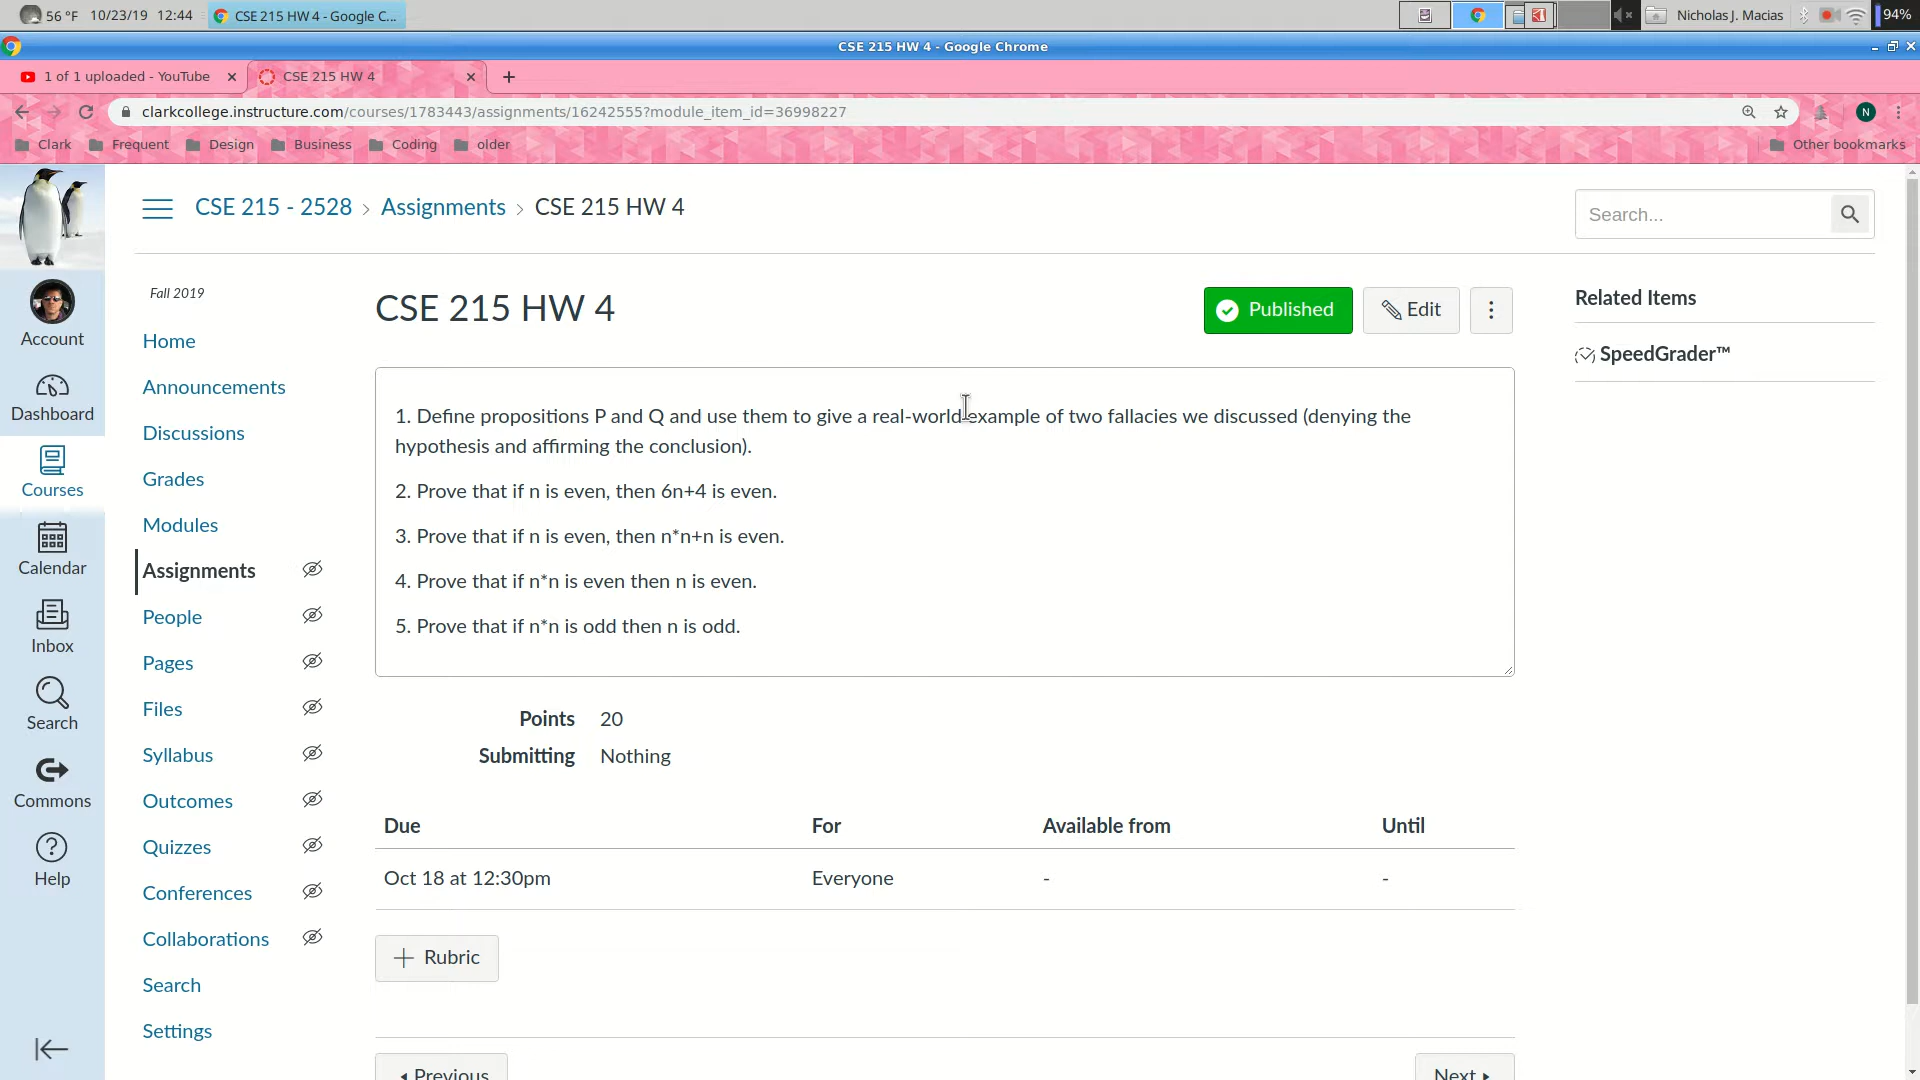 56 °F 10/23/19 12:44 CSE 215 HW 4 - Google C... Nicholas J. Macias 94%
CSE 215 HW 4 - Google Chrome
1 of 1 uploaded - YouTube CSE 215 HW 4
clarkcollege.instructure.com/courses/1783443/assignments/16242555?module_item_id=36998227 N
Clark Frequent Design Business Coding older Other bookmarks
CSE 215 - 2528 › Assignments › CSE 215 HW 4
Search...
Account
Dashboard
Courses
Calendar
Inbox
Search
Commons
Help
Fall 2019
Home
Announcements
Discussions
Grades
Modules
Assignments
People
Pages
Files
Syllabus
Outcomes
Quizzes
Conferences
Collaborations
Search
Settings
CSE 215 HW 4
Published Edit
1. Define propositions P and Q and use them to give a real-world example of two fallacies we discussed (denying the
hypothesis and affirming the conclusion).
2. Prove that if n is even, then 6n+4 is even.
3. Prove that if n is even, then n*n+n is even.
4. Prove that if n*n is even then n is even.
5. Prove that if n*n is odd then n is odd.
Points 20
Submitting Nothing
Due For Available from Until
Oct 18 at 12:30pm Everyone - -
+ Rubric
Previous Next
Related Items
SpeedGrader™